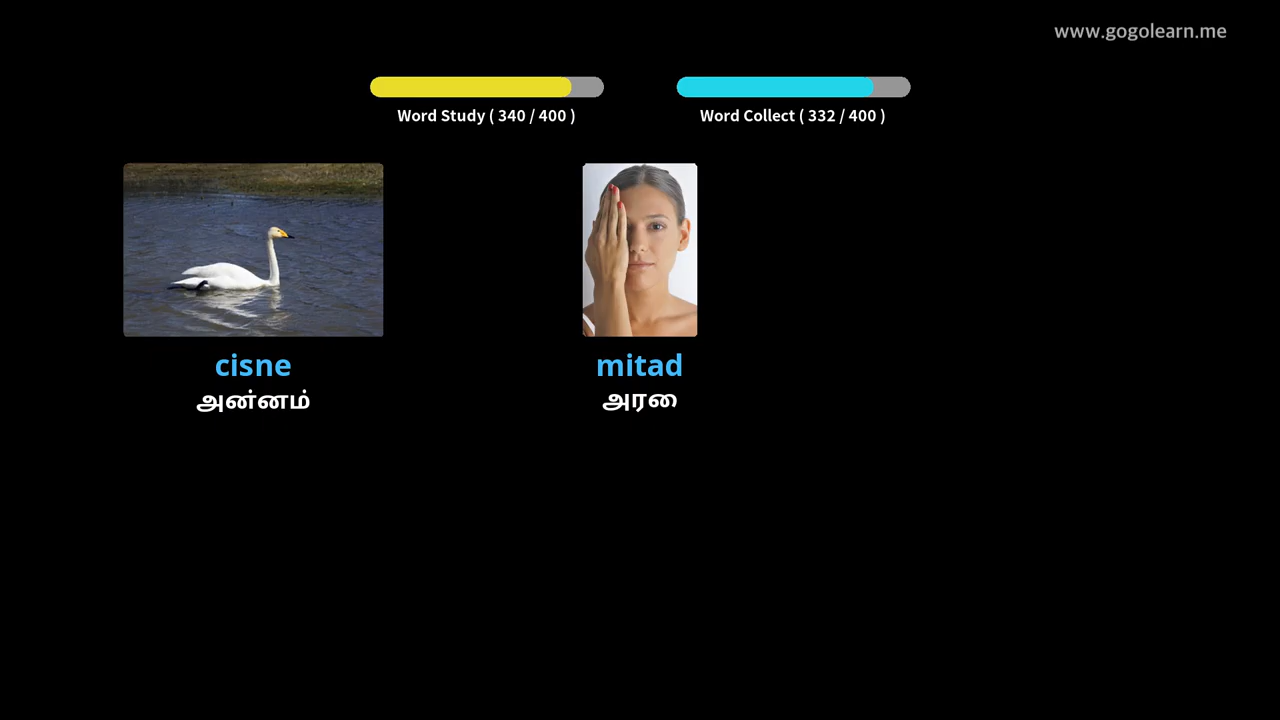 www.gogolearn.me
Word Study ( 340 / 400 )
Word Collect ( 332 / 400 )
cisne
அன்னம்
mitad
அரை